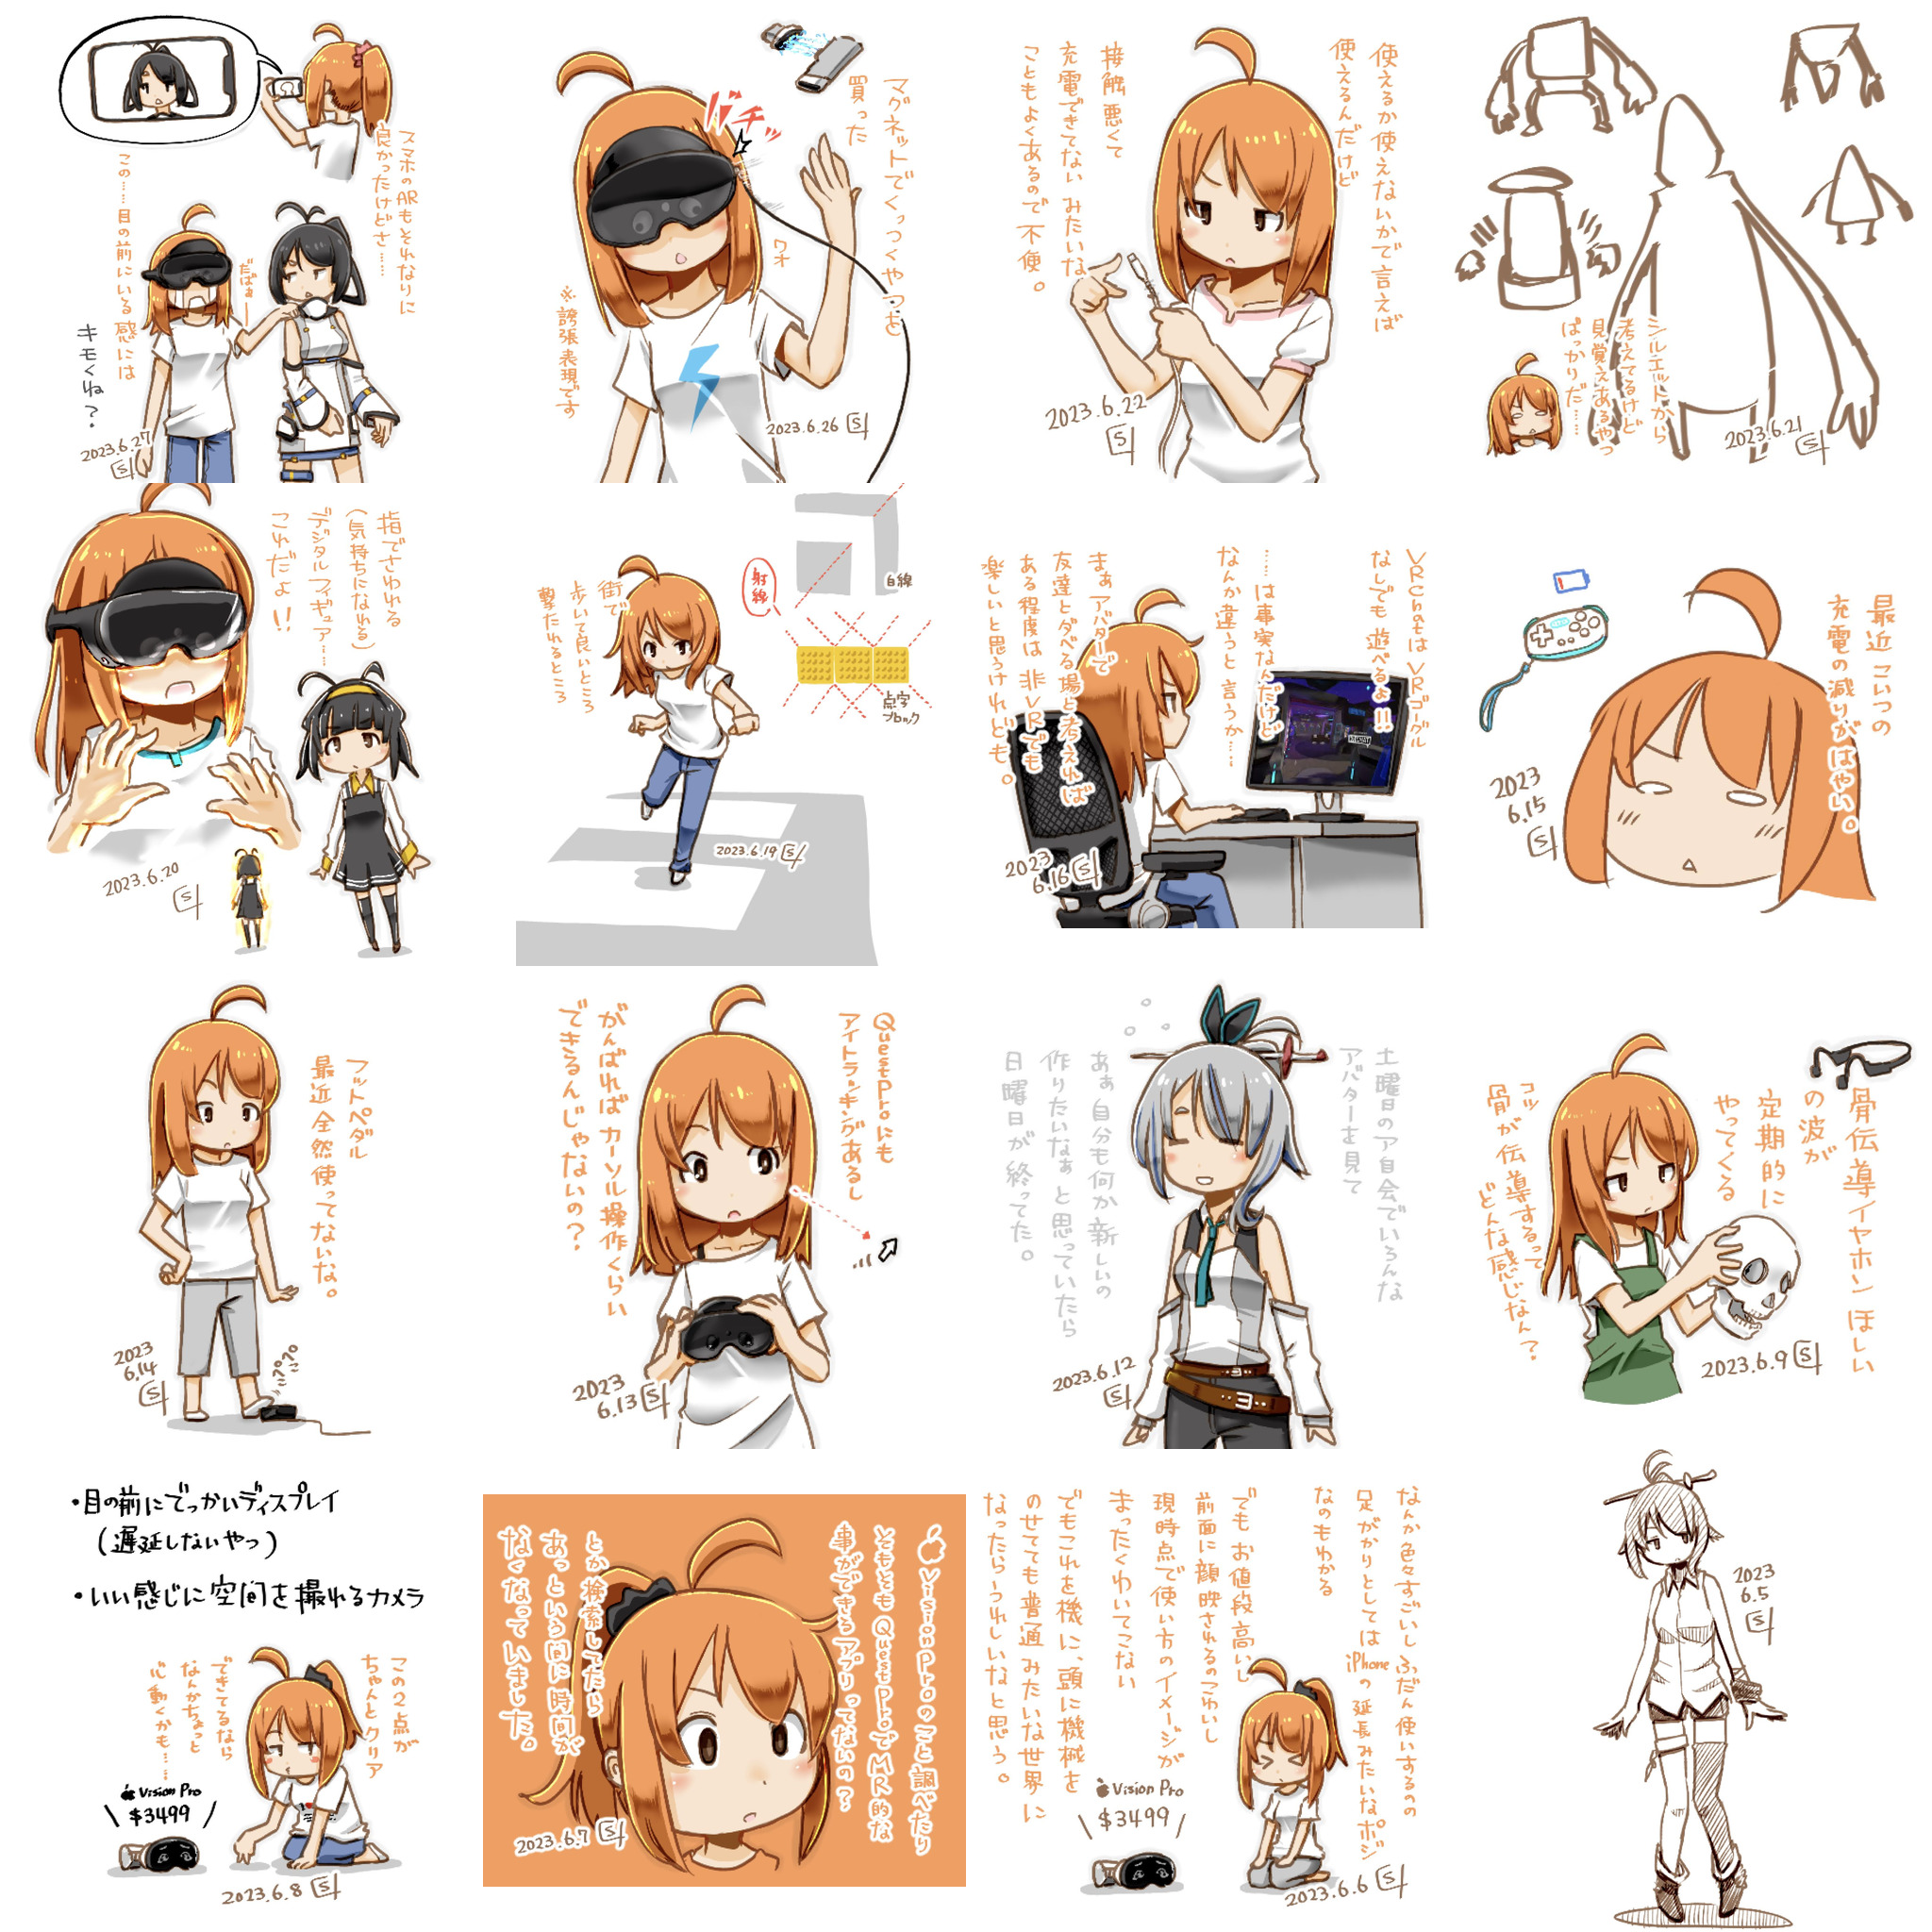 スマホのARもそれなりに
良かったけどさ……
この……目の前にいる感には
だばぁー
キモくね？
2023.6.27
S
マグネットでくっつくやつを
買った
バチッ
ワオ
※誇張表現です
2023.6.26
S
使えるか使えないかで言えば
使えるんだけど
接触悪くて
充電できてない みたいな
こともよくあるので不便。
2023.6.22
S
シルエットから
考えてるけど
見覚えあるやつ
ばっかりだ……
2023.6.21
S
指でさわれる
(気持ちになれる)
デジタルフィギュア……
これだよ!!
2023.6.20
S
街で
歩いて良いところ
撃たれるところ
射線
白線
点字
ブロック
2023.6.19
S
VRChatはVRゴーグル
なしでも遊べるよ!!
……は事実なんだけど
なんか違うと言うか……
まぁアバターで
友達とダベる場と考えれば
ある程度は非VRでも
楽しいと思うけれども。
2023
6.16
S
最近こいつの
充電の減りがはやい。
2023
6.15
S
フットペダル
最近全然使ってないな。
2023
6.14
S
QuestProにも
アイトラッキングあるし
がんばればカーソル操作くらい
できるんじゃないの？
2023
6.13
S
土曜日のア自会でいろんな
アバターを見て
あぁ自分も何か新しいの
作りたいなぁと思っていたら
日曜日が終ってた。
2023.6.12
S
骨伝導イヤホンほしい
の波が
定期的に
やってくる
コッ
骨が伝導するって
どんな感じなん？
2023.6.9
S
・目の前にでっかいディスプレイ
(遅延しないやつ)
・いい感じに空間を撮れるカメラ
この2点が
ちゃんとクリア
できてるなら
なんかちょっと
心動くかも…
Vision Pro
$3499
2023.6.8
S
VisionProのこと調べたり
そもそもQuestProでMR的な
事ができるアプリってないの？
とか検索してたら
あっという間に時間が
なくなっていました。
2023.6.7
S
なんか色々すごいしふだん使いするのの
足がかりとしてはiPhoneの延長みたいなポジ
なのもわかる
でもお値段高いし
前面に顔映されるのこわいし
現時点で使い方のイメージが
まったくわいてこない
でもこれを機に、頭に機械を
のせてても普通みたいな世界に
なったらうれしいなと思う。
Vision Pro
$3499
2023.6.6
S
2023
6.5
S